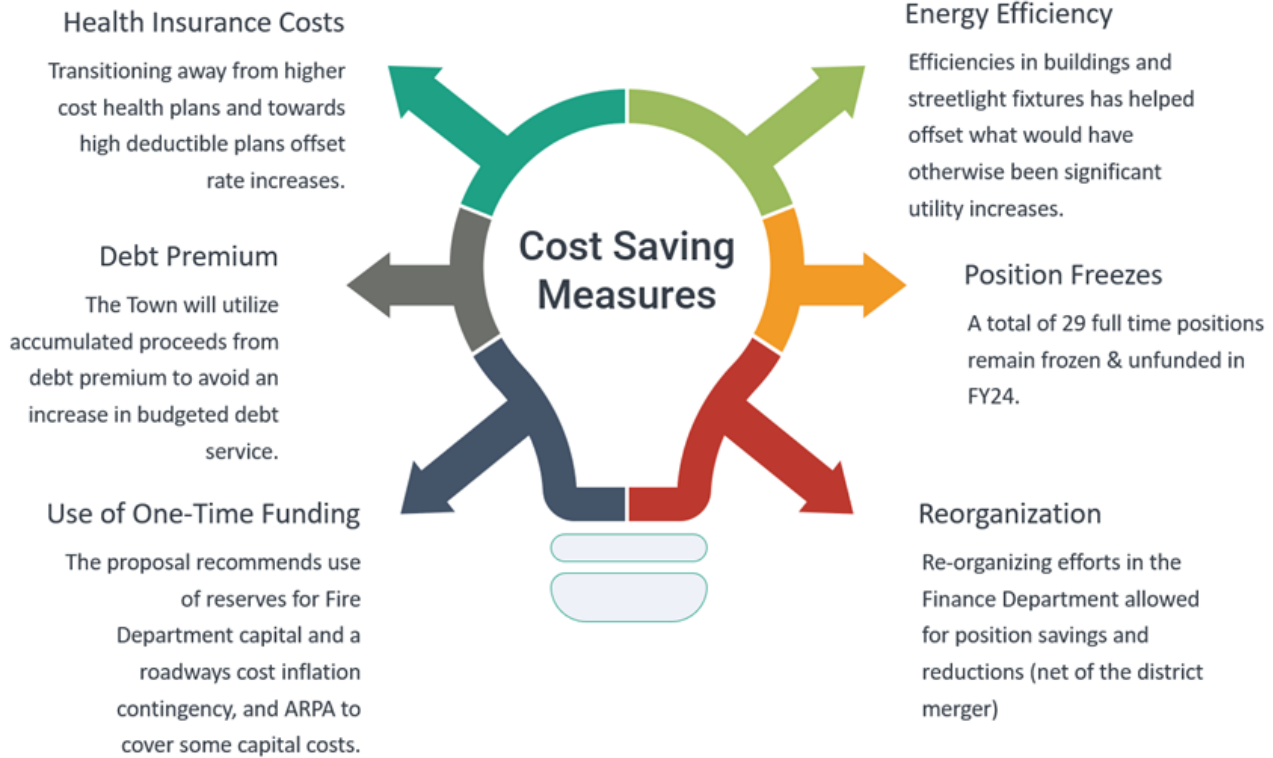 Health Insurance Costs
Transitioning away from higher
cost health plans and towards
high deductible plans offset
rate increases.
Debt Premium
The Town will utilize
accumulated proceeds from
debt premium to avoid an
increase in budgeted debt
service.
Use of One-Time Funding
The proposal recommends use
of reserves for Fire
Department capital and a
roadways cost inflation
contingency, and ARPA to
cover some capital costs.
Cost Saving
Measures
Energy Efficiency
Efficiencies in buildings and
streetlight fixtures has helped
offset what would have
otherwise been significant
utility increases.
Position Freezes
A total of 29 full time positions
remain frozen & unfunded in
FY24.
Reorganization
Re-organizing efforts in the
Finance Department allowed
for position savings and
reductions (net of the district
merger)